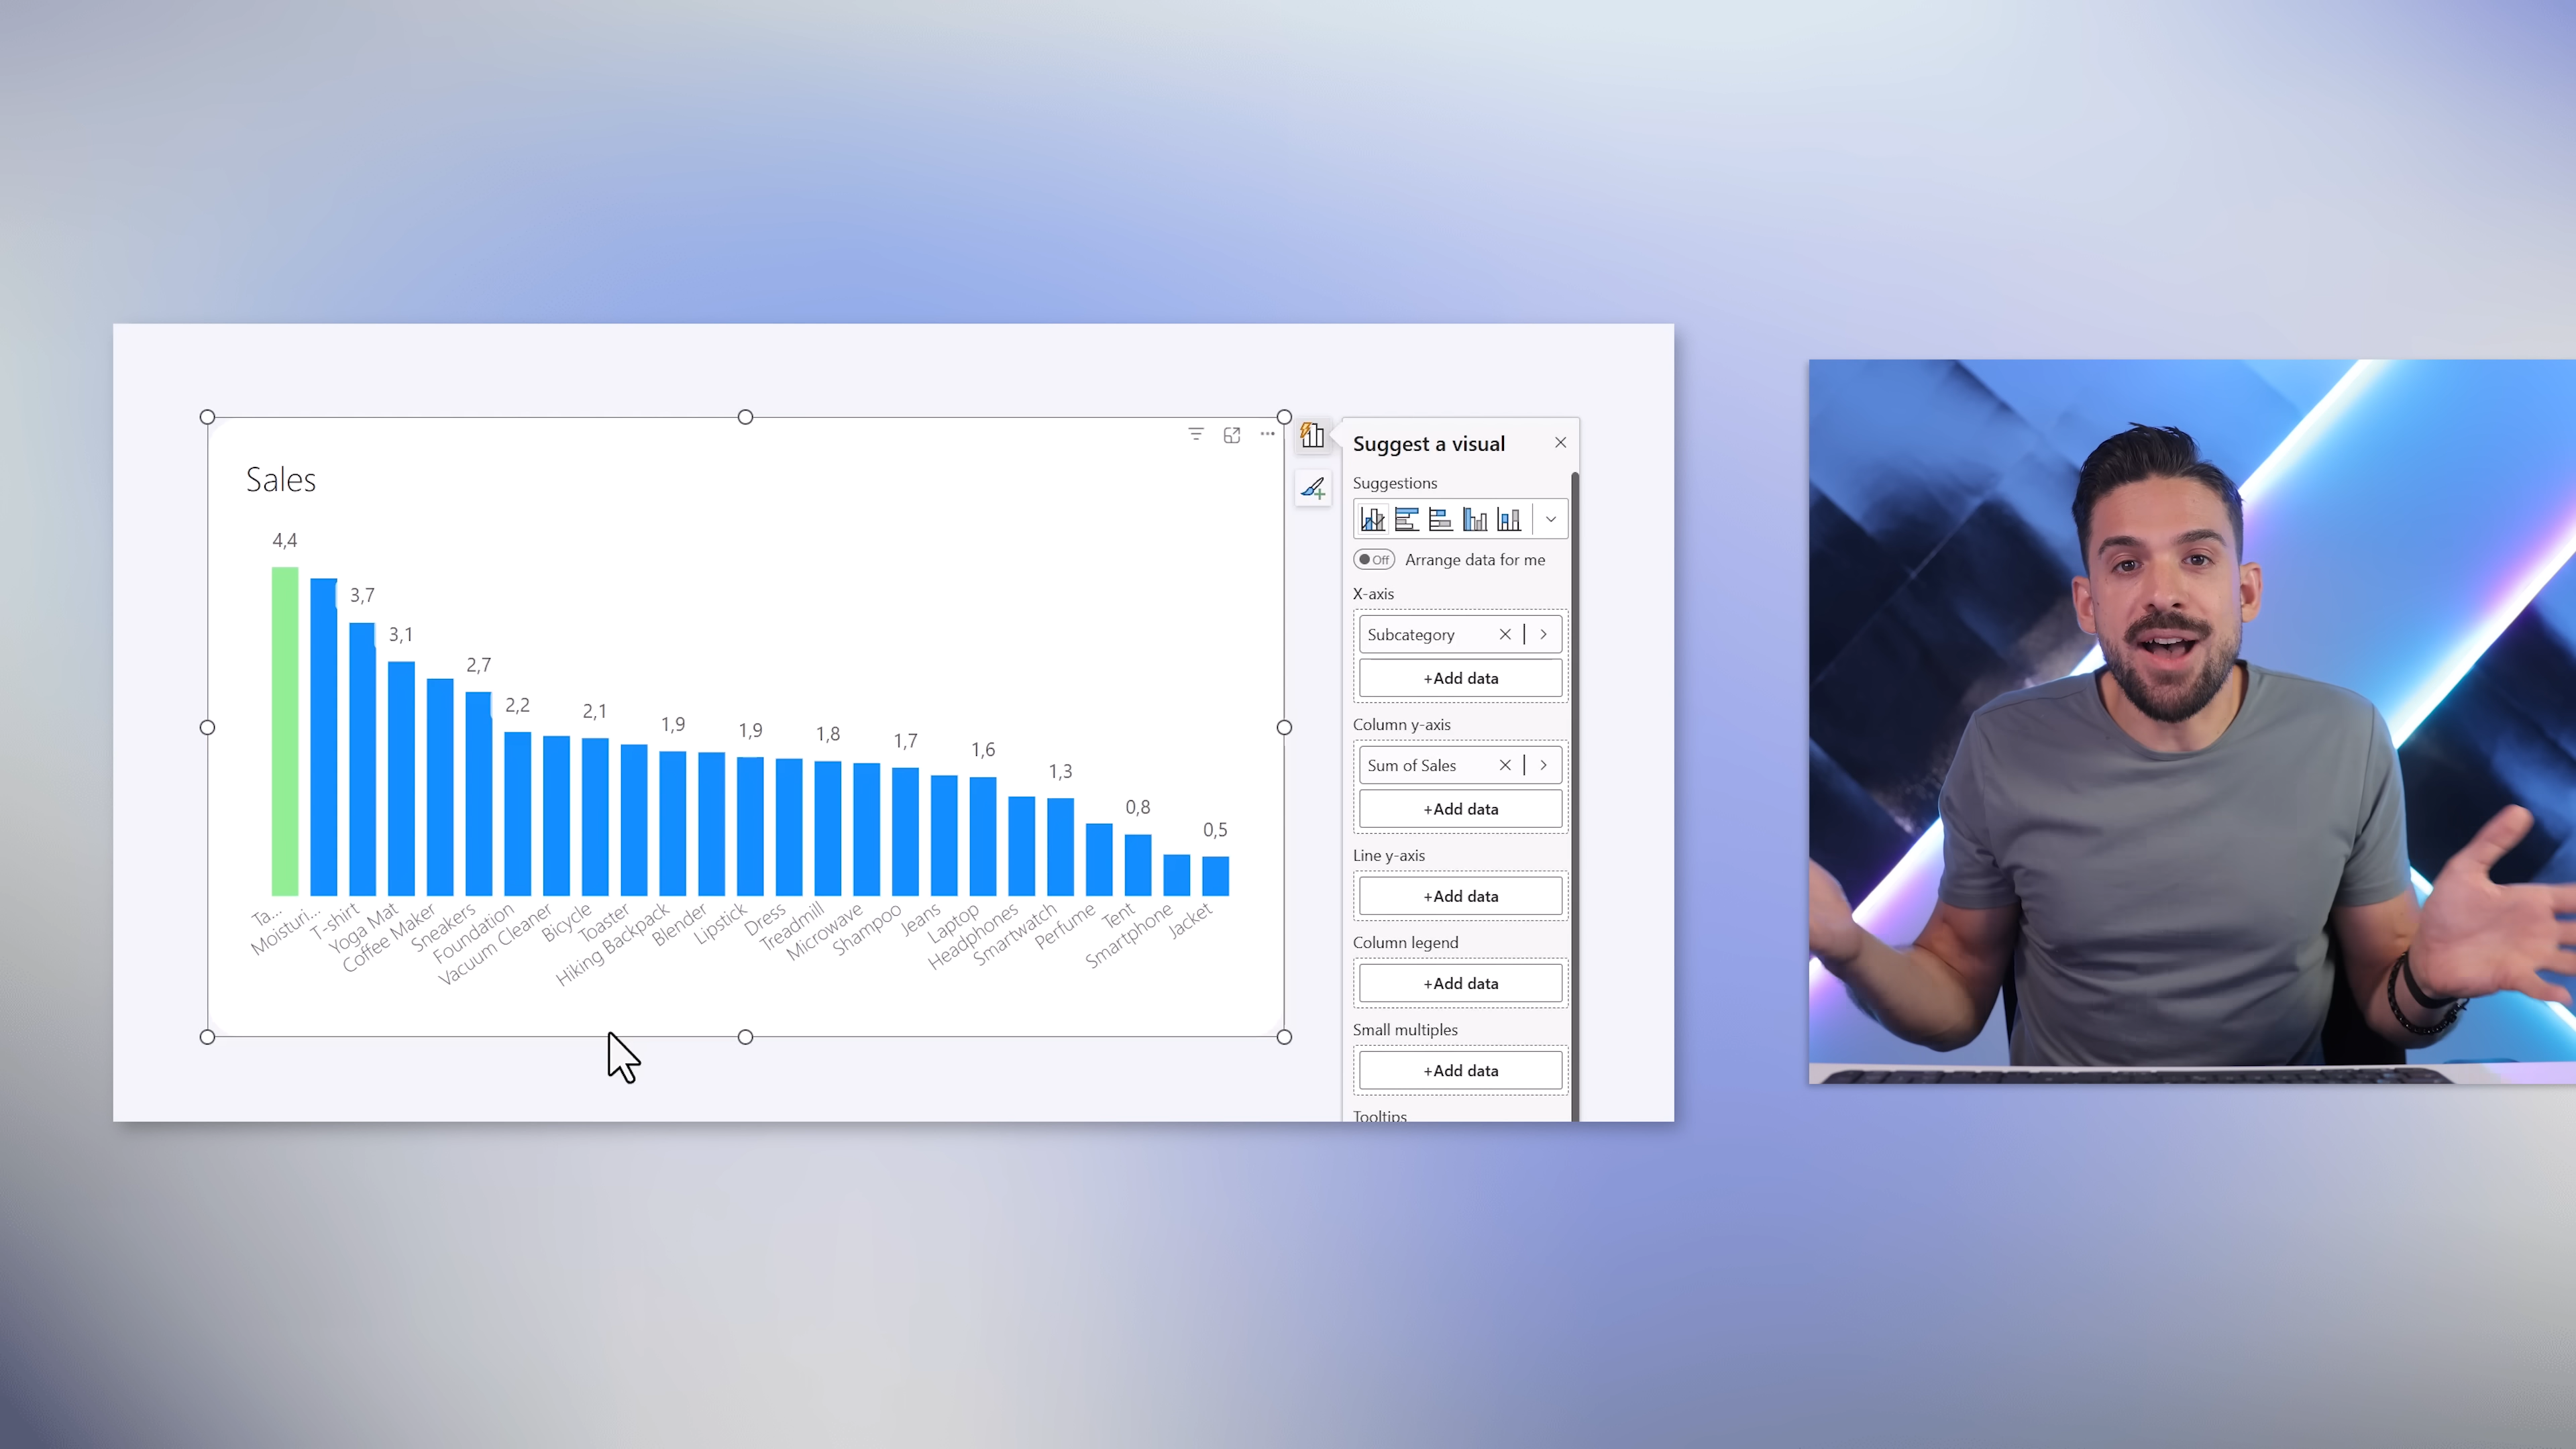 Sales
4,4
3,7
3,1
2,7
2,2
2,1
1,9
1,9
1,8
1,7
1,6
1,3
0,8
0,5
Ta...
Moisturi...
T-shirt
Yoga Mat
Coffee Maker
Sneakers
Foundation
Vacuum Cleaner
Bicycle
Toaster
Hiking Backpack
Blender
Lipstick
Dress
Treadmill
Microwave
Shampoo
Jeans
Laptop
Headphones
Smartwatch
Perfume
Tent
Smartphone
Jacket
Suggest a visual
Suggestions
Off Arrange data for me
X-axis
Subcategory
+Add data
Column y-axis
Sum of Sales
+Add data
Line y-axis
+Add data
Column legend
+Add data
Small multiples
+Add data
Tooltips